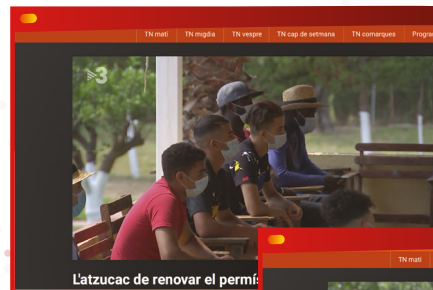 TN matí TN migdia TN vespre TN cap de setmana TN comarques
3
L'atzucac de renovar el
TN matí